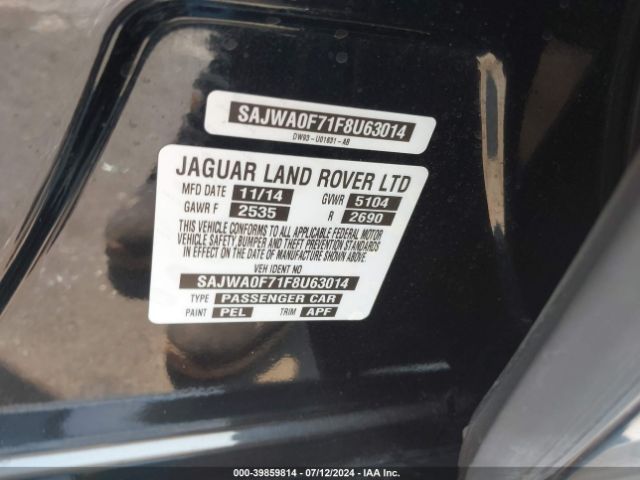 SAJWA0F71F8U63014
DW93-U01631-AB
JAGUAR LAND ROVER LTD
MFD DATE 11/14 GVWR 5104
GAWR F 2535 R 2690
THIS VEHICLE CONFORMS TO ALL APPLICABLE FEDERAL MOTOR
VEHICLE SAFETY, BUMPER AND THEFT PREVENTION STANDARDS
IN EFFECT ON THE DATE OF MANUFACTURE SHOWN ABOVE.
VEH IDENT NO
SAJWA0F71F8U63014
TYPE PASSENGER CAR
PAINT PEL TRIM APF
000-39859814 - 07/12/2024 - IAA Inc.